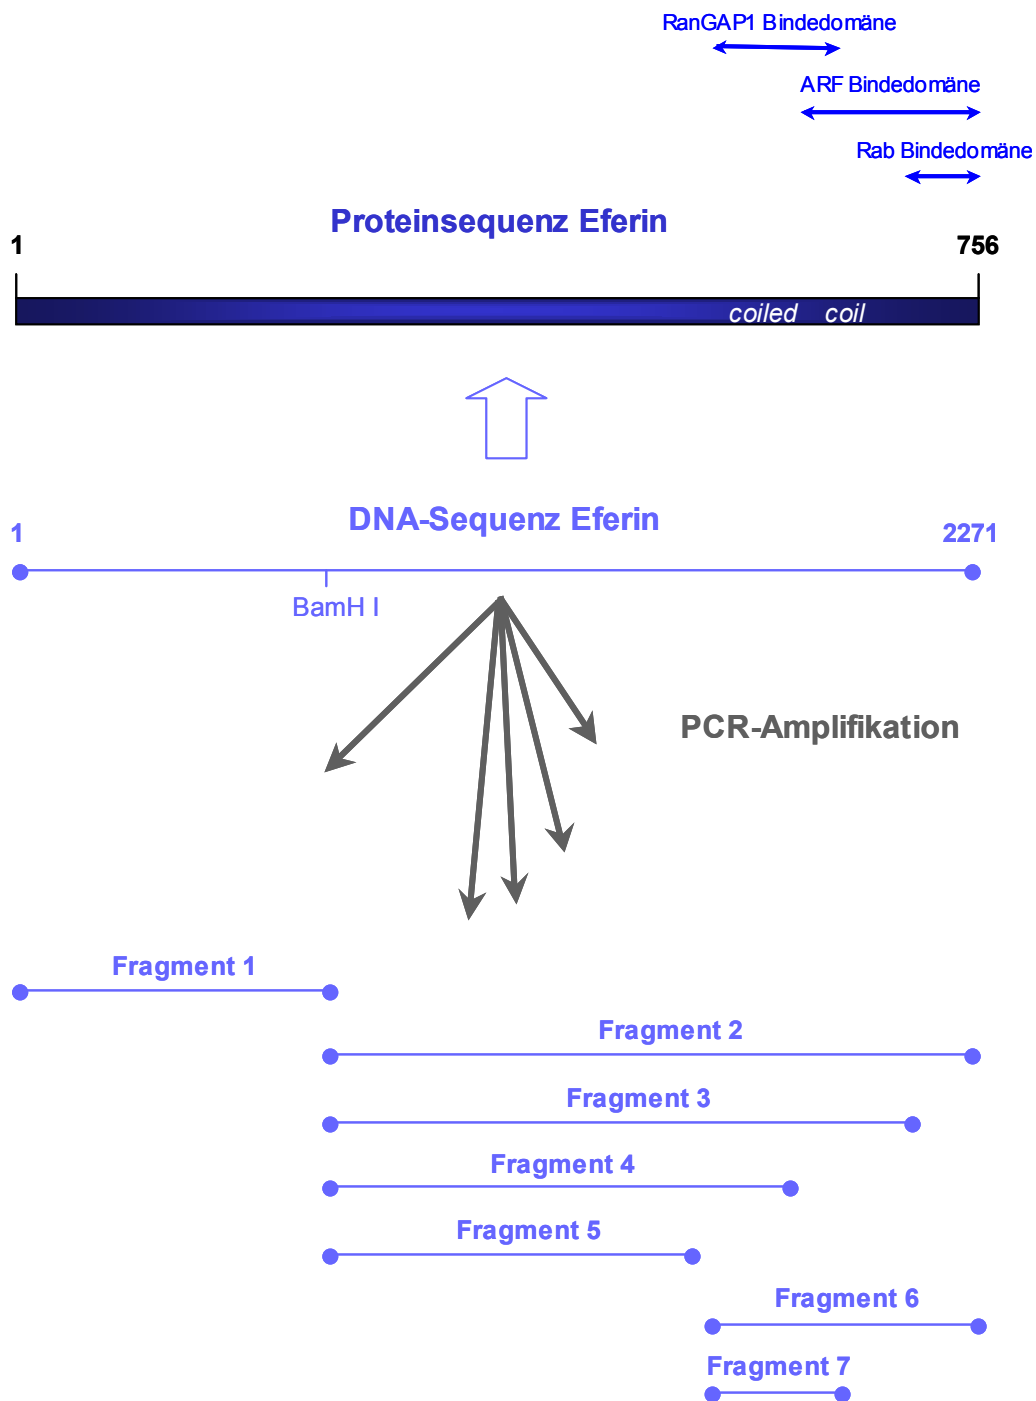 RanGAP1 Bindedomäne
ARF Bindedomäne
Rab Bindedomäne
Proteinsequenz Eferin
1
756
coiled coil
DNA-Sequenz Eferin
1
2271
BamH I
PCR-Amplifikation
Fragment 1
Fragment 2
Fragment 3
Fragment 4
Fragment 5
Fragment 6
Fragment 7